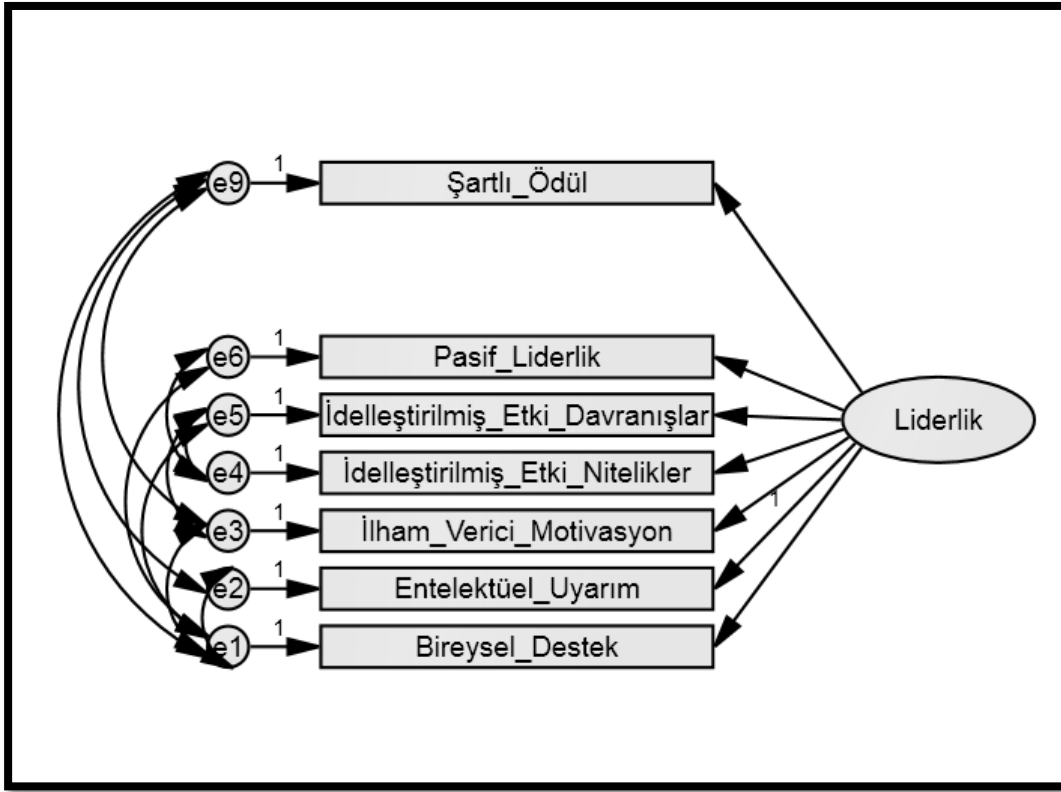 e9 1 Şartlı_Ödül
e6 1 Pasif_Liderlik
e5 1 İdelleştirilmiş_Etki_Davranışlar
Liderlik
e4 1 İdelleştirilmiş_Etki_Nitelikler
1
e3 1 İlham_Verici_Motivasyon
e2 1 Entelektüel_Uyarım
e1 1 Bireysel_Destek